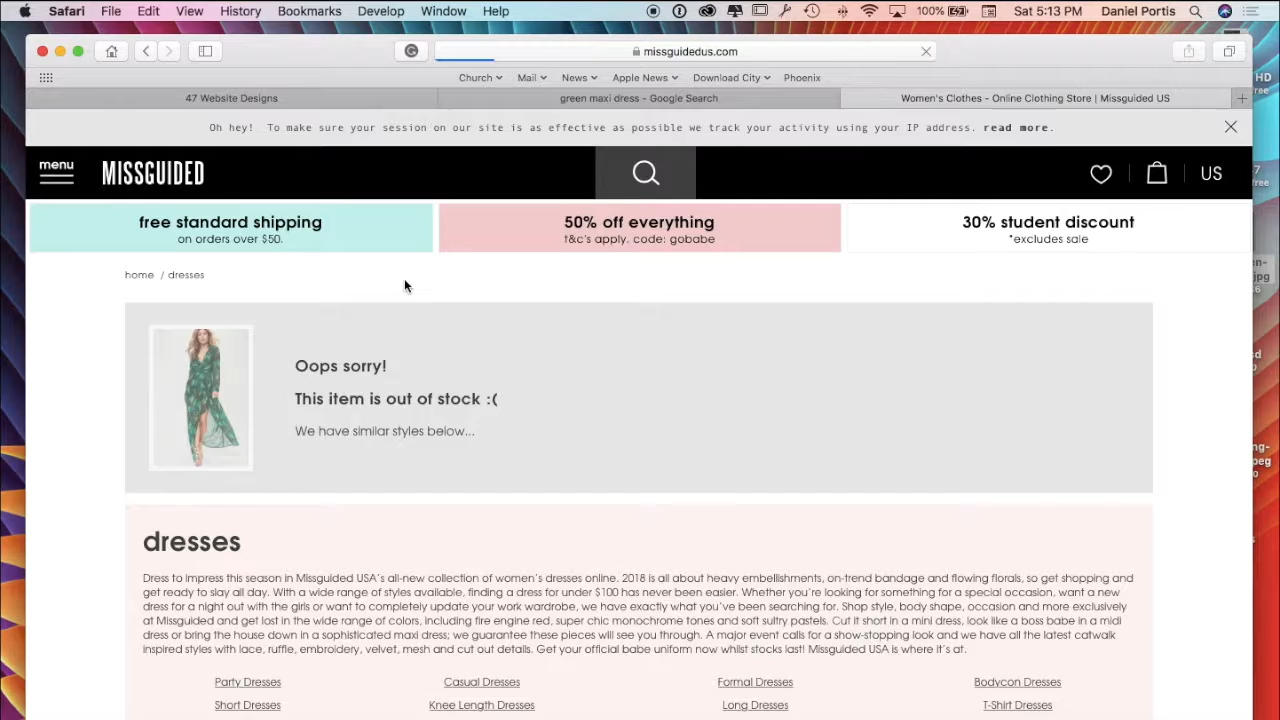 Safari File Edit View History Bookmarks Develop Window Help 100% Sat 5:13 PM Daniel Portis
missguidedus.com
Church Mail News Apple News Download City Phoenix
47 Website Designs green maxi dress - Google Search Women's Clothes - Online Clothing Store | Missguided US
Oh hey! To make sure your session on our site is as effective as possible we track your activity using your IP address. read more.
menu MISSGUIDED US
free standard shipping
on orders over $50.
50% off everything
t&c's apply. code: gobabe
30% student discount
*excludes sale
home / dresses
Oops sorry!
This item is out of stock :(
We have similar styles below...
dresses
Dress to impress this season in Missguided USA's all-new collection of women's dresses online. 2018 is all about heavy embellishments, on-trend bandage and flowing florals, so get shopping and
get ready to slay all day. With a wide range of styles available, finding a dress for under $100 has never been easier. Whether you're looking for something for a special occasion, want a new
dress for a night out with the girls or want to completely update your work wardrobe, we have exactly what you've been searching for. Shop style, body shape, occasion and more exclusively
at Missguided and get lost in the wide range of colors, including fire engine red, super chic monochrome tones and soft sultry pastels. Cut it short in a mini dress, look like a boss babe in a midi
dress or bring the house down in a sophisticated maxi dress; we guarantee these pieces will see you through. A major event calls for a show-stopping look and we have all the latest catwalk
inspired styles with lace, ruffle, embroidery, velvet, mesh and cut out details. Get your official babe uniform now whilst stocks last! Missguided USA is where it's at.
Party Dresses Casual Dresses Formal Dresses Bodycon Dresses
Short Dresses Knee Length Dresses Long Dresses T-Shirt Dresses